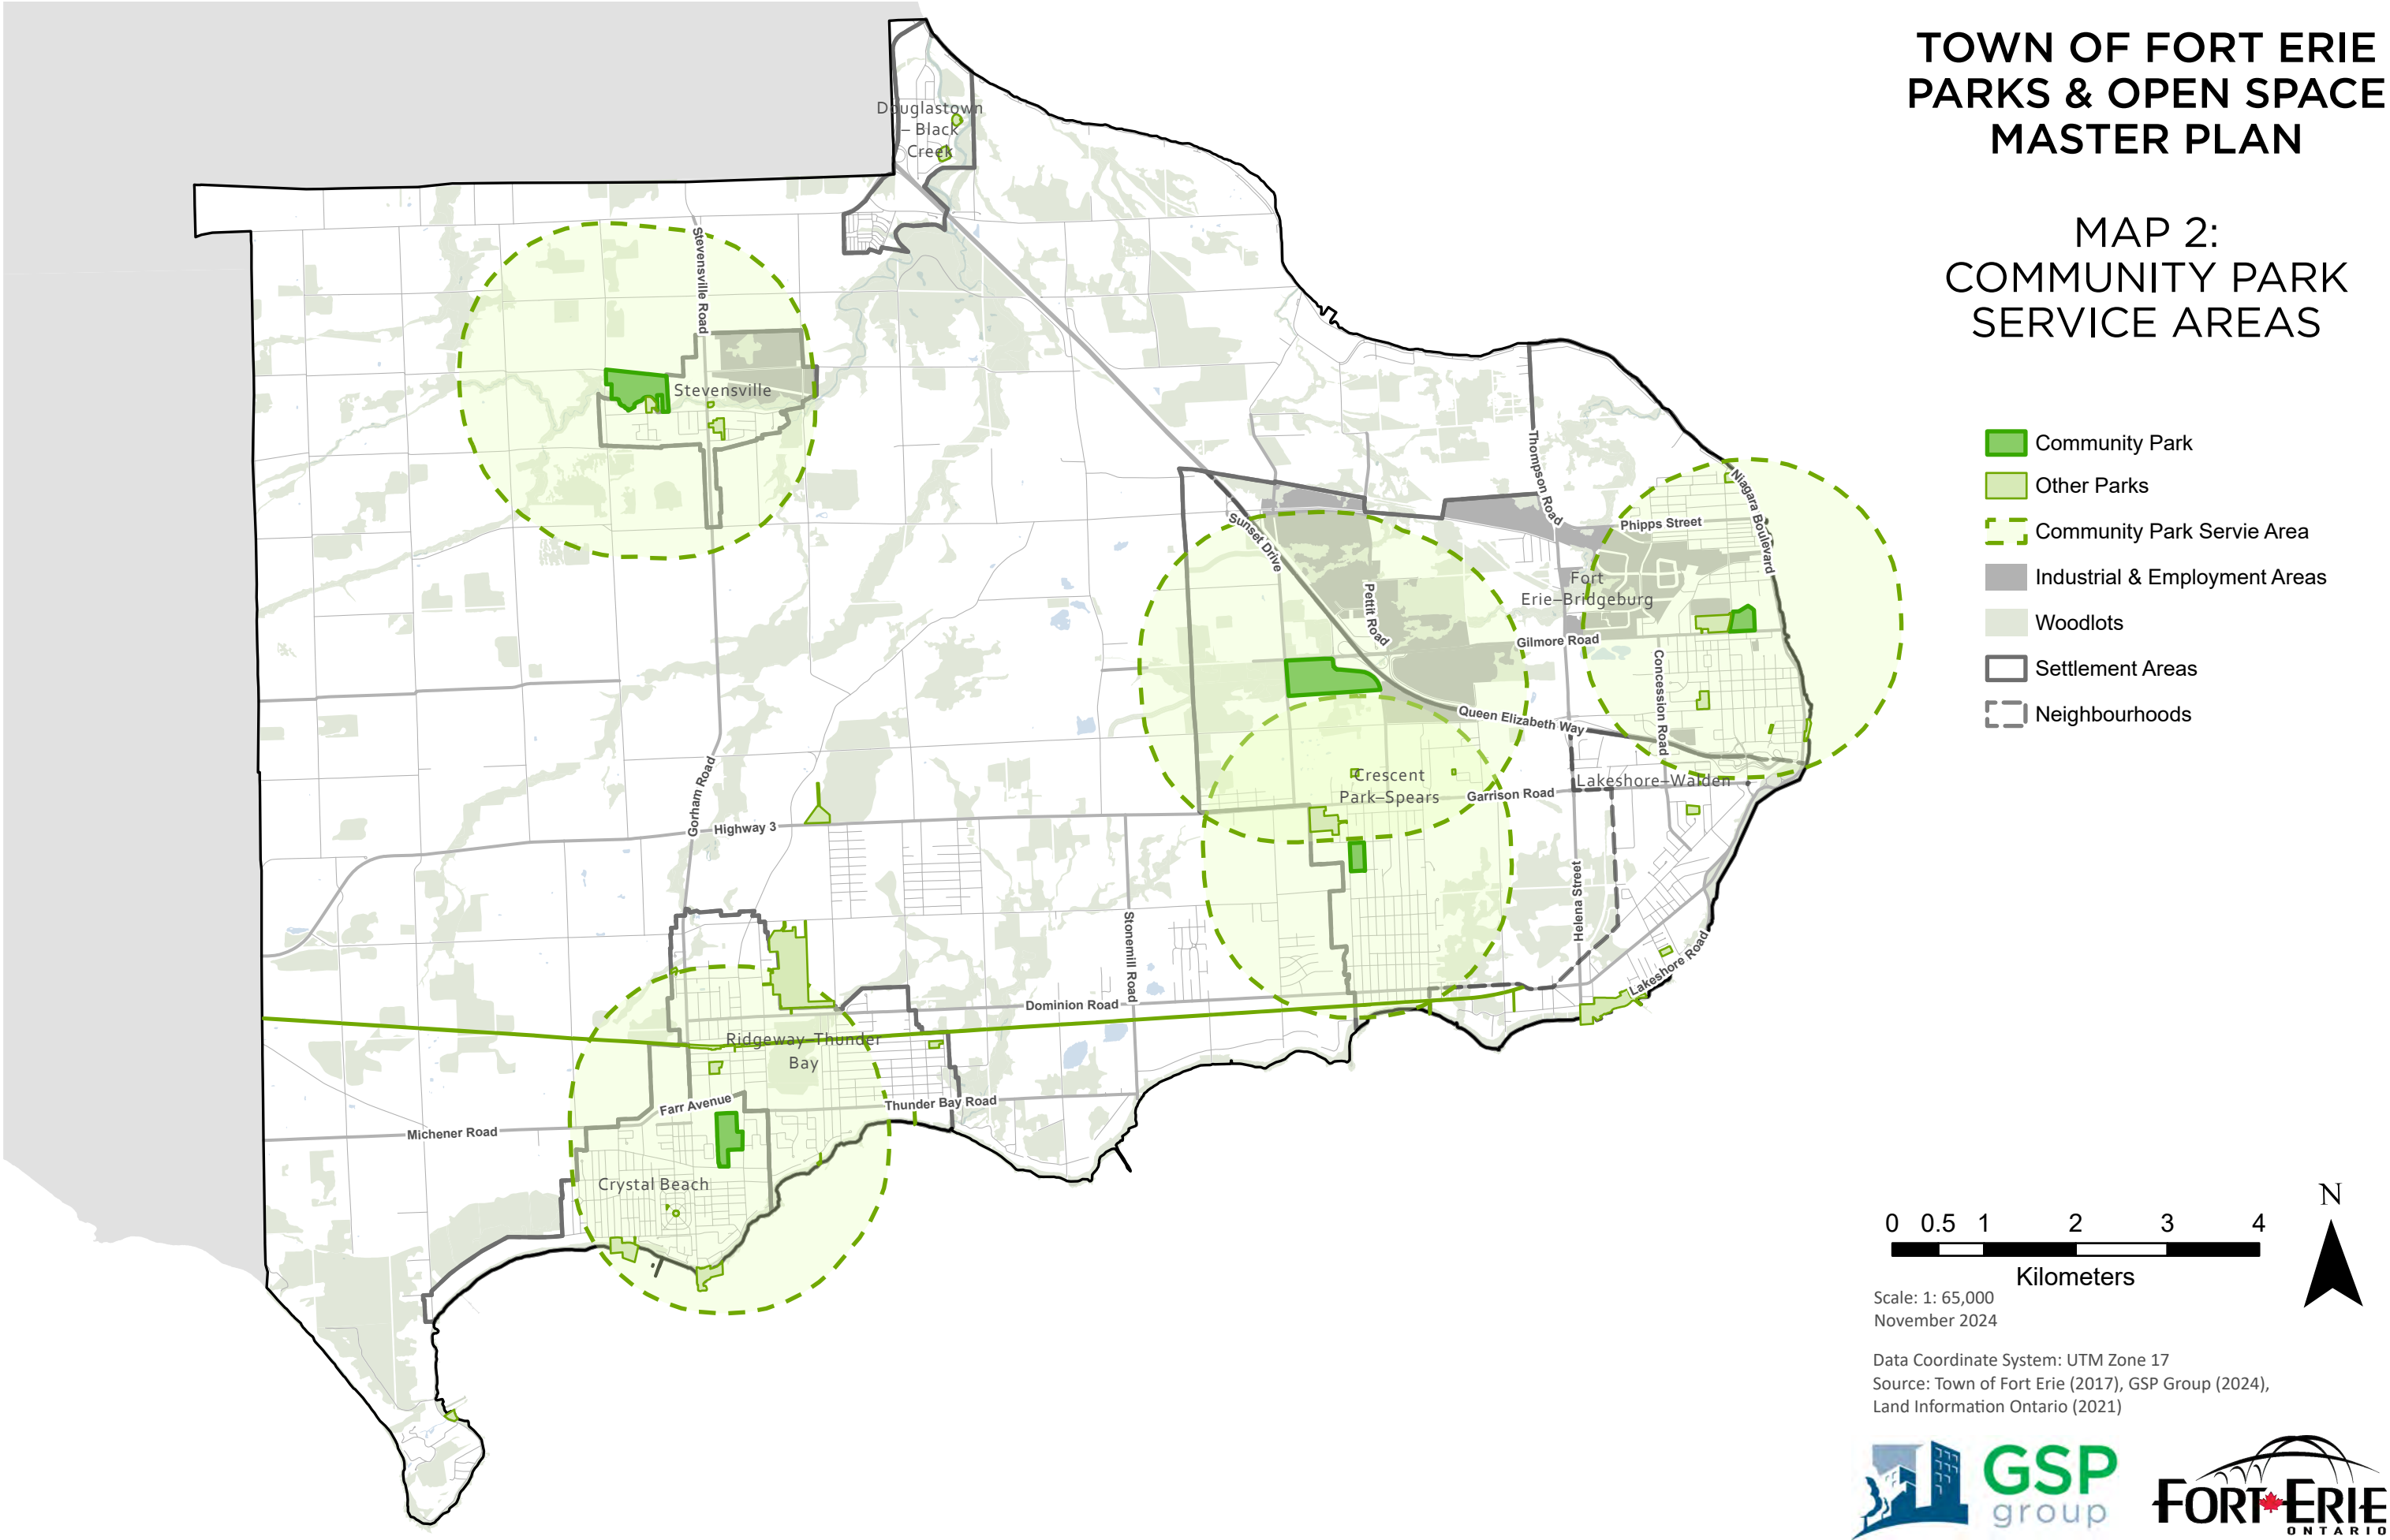 TOWN OF FORT ERIE
PARKS & OPEN SPACE
MASTER PLAN
MAP 2:
COMMUNITY PARK
SERVICE AREAS
Community Park
Other Parks
Community Park Servie Area
Industrial & Employment Areas
Woodlots
Settlement Areas
Neighbourhoods
Douglastown
– Black
Creek
Stevensville Road
Stevensville
Thompson Road
Niagara Boulevard
Phipps Street
Sunset Drive
Pettit Road
Fort
Erie–Bridgeburg
Gilmore Road
Concession Road
Queen Elizabeth Way
Crescent
Park–Spears
Lakeshore–Walden
Garrison Road
Gorham Road
Highway 3
Helena Street
Stonemill Road
Lakeshore Road
Dominion Road
Ridgeway–Thunder
Bay
Farr Avenue
Thunder Bay Road
Michener Road
Crystal Beach
N
0 0.5 1 2 3 4
Kilometers
Scale: 1: 65,000
November 2024
Data Coordinate System: UTM Zone 17
Source: Town of Fort Erie (2017), GSP Group (2024),
Land Information Ontario (2021)
GSP
group
FORT ERIE
ONTARIO